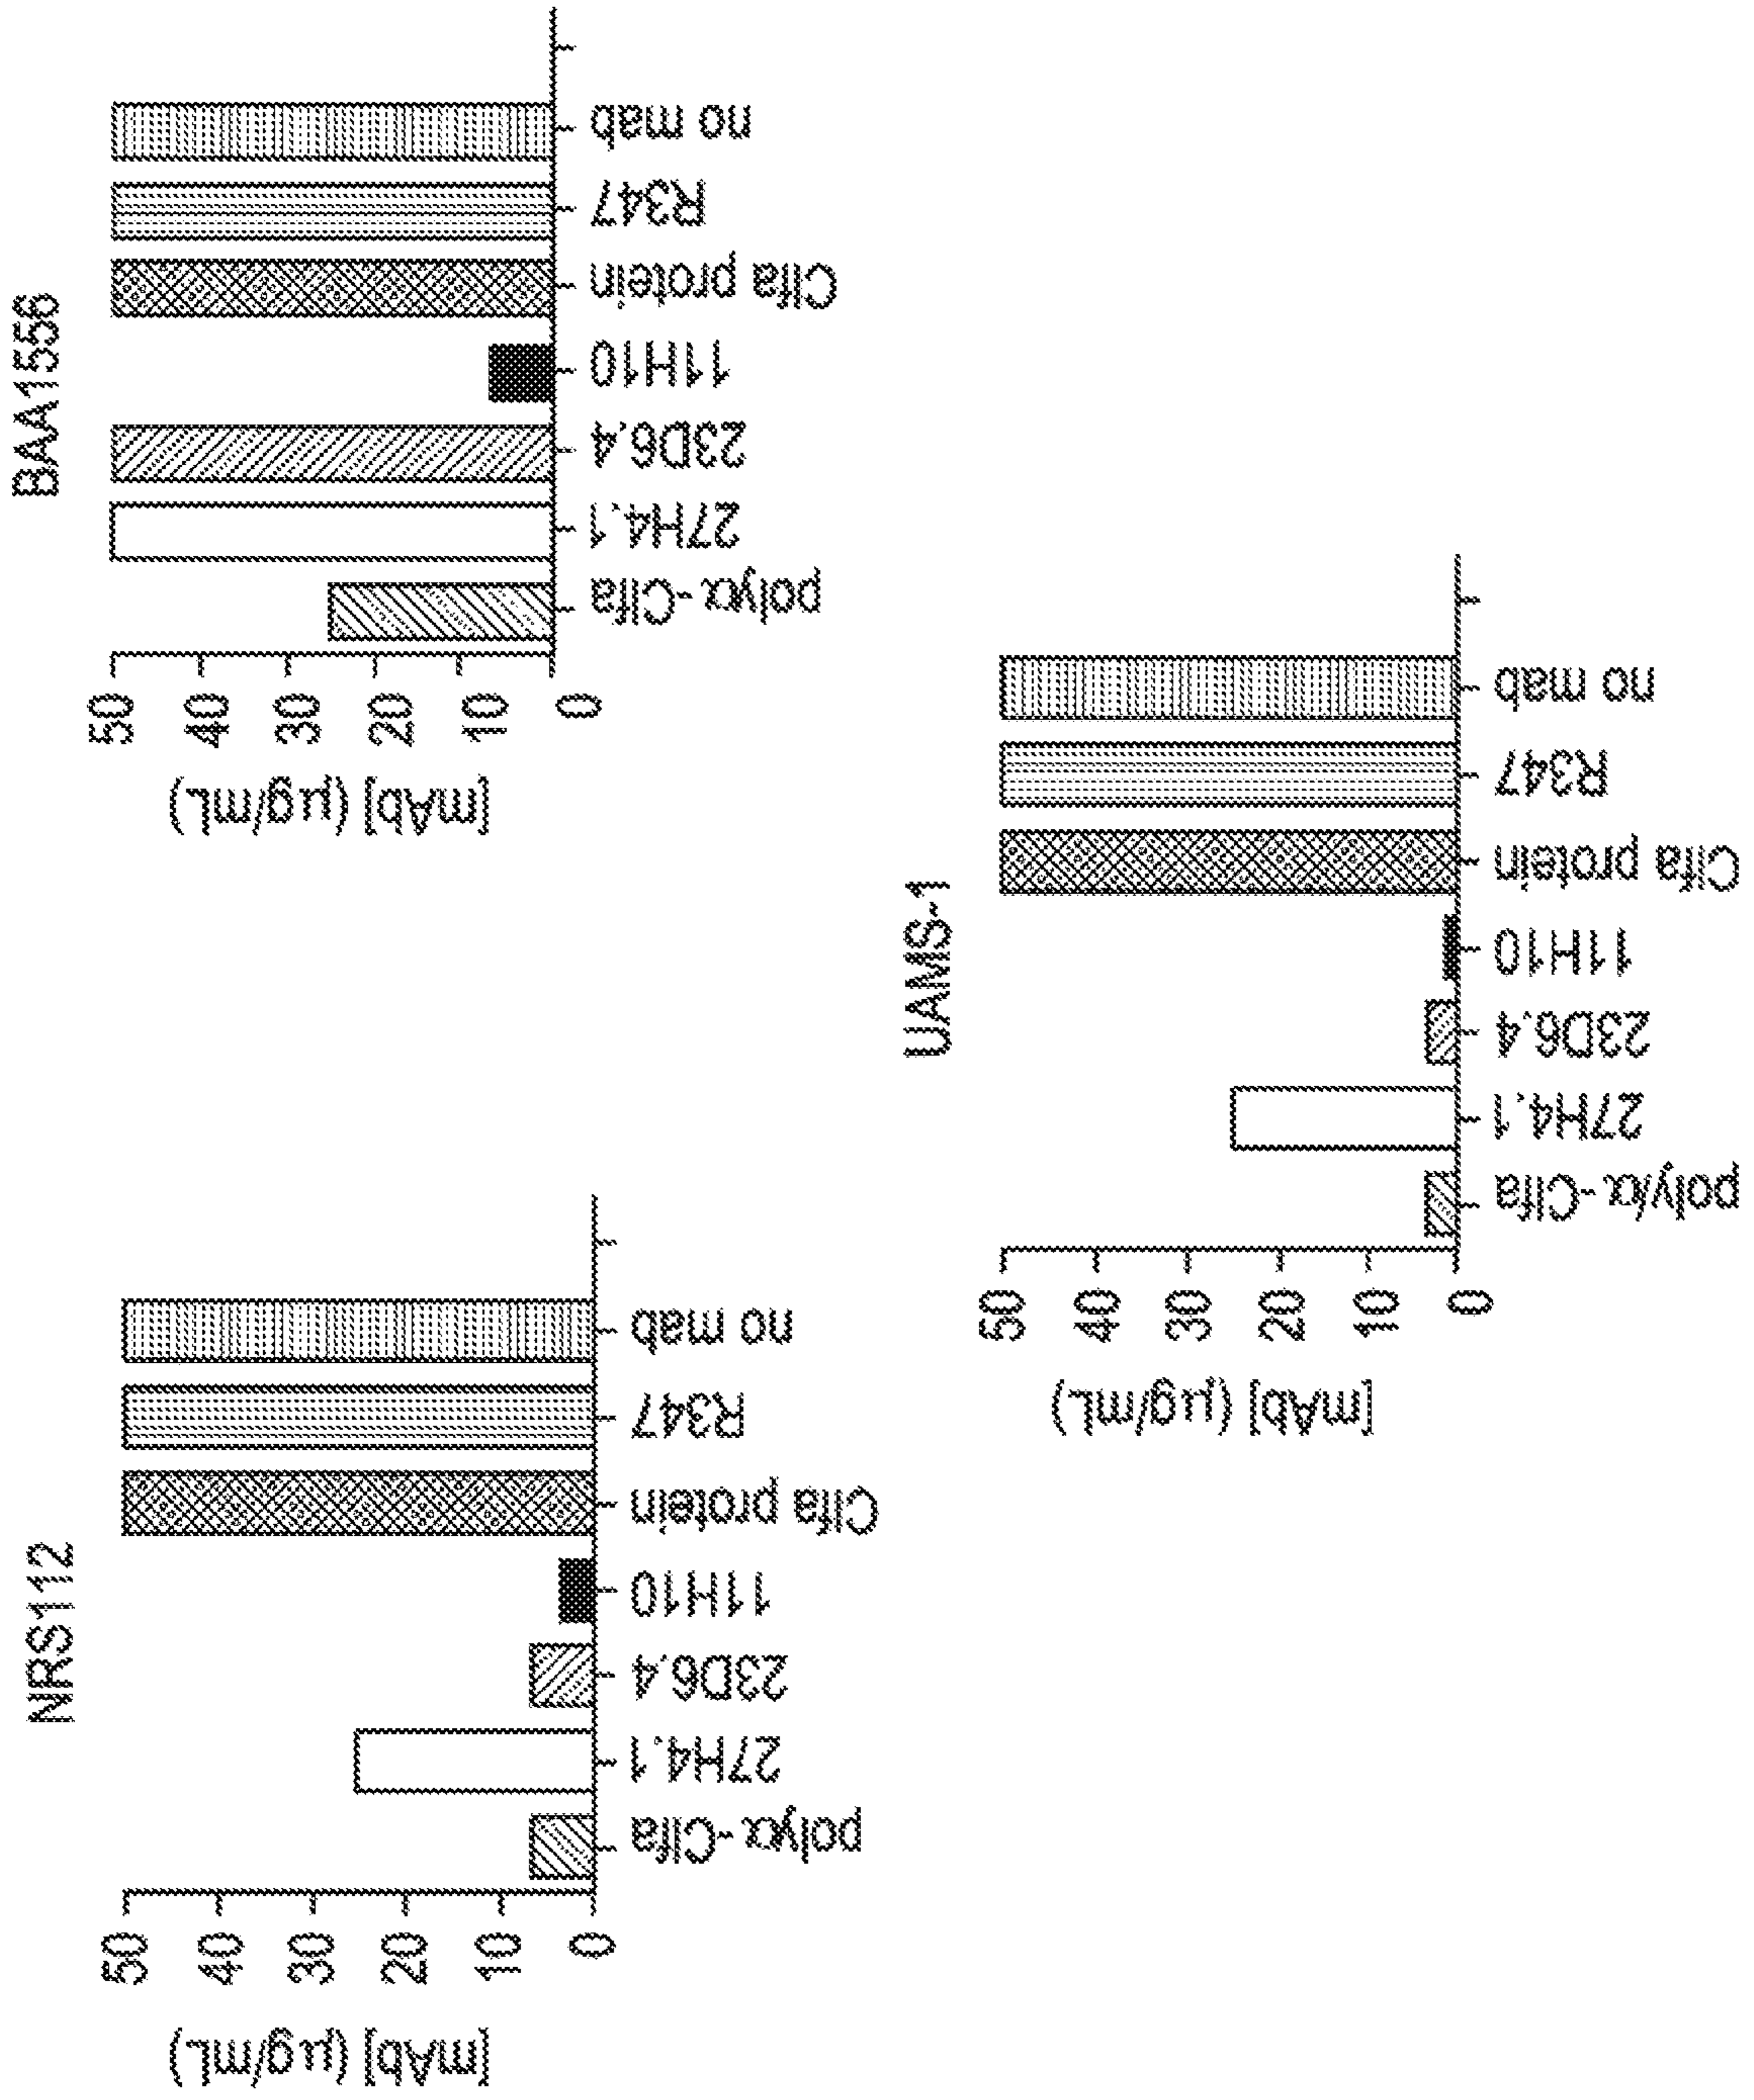 NRS112
[mAb] (µg/mL)
50
40
30
20
10
0
polyα-Clfa
27H4.1
23D6.4
11H10
Clfa protein
R347
no mab
BAA1556
[mAb] (µg/mL)
50
40
30
20
10
0
polyα-Clfa
27H4.1
23D6.4
11H10
Clfa protein
R347
no mab
UAMS-1
[mAb] (µg/mL)
50
40
30
20
10
0
poly/α-Clfa
27H4.1
23D6.4
11H10
Clfa protein
R347
no mab